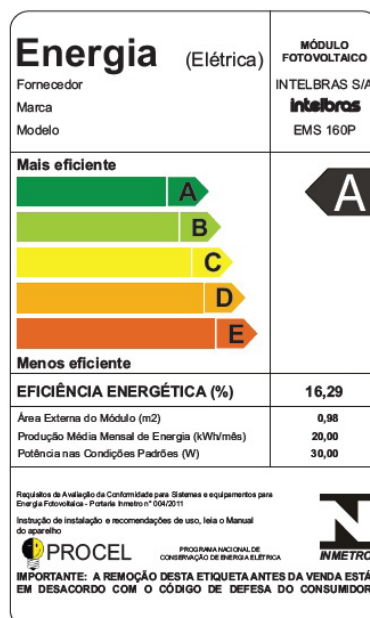 Energia (Elétrica)
MÓDULO
FOTOVOLTAICO
Fornecedor INTELBRAS S/A
Marca intelbras
Modelo EMS 160P
Mais eficiente
A
A
B
C
D
E
Menos eficiente
EFICIÊNCIA ENERGÉTICA (%) 16,29
Área Externa do Módulo (m2) 0,98
Produção Média Mensal de Energia (kWh/mês) 20,00
Potência nas Condições Padrões (W) 30,00
Requisitos de Avaliação da Conformidade para Sistemas e equipamentos para
Energia Fotovoltaica - Portaria Inmetro n° 004/2011
Instrução de instalação e recomendações de uso, leia o Manual
do aparelho
PROCEL
PROGRAMA NACIONAL DE
CONSERVAÇÃO DE ENERGIA ELÉTRICA
INMETRO
IMPORTANTE: A REMOÇÃO DESTA ETIQUETA ANTES DA VENDA ESTÁ
EM DESACORDO COM O CÓDIGO DE DEFESA DO CONSUMIDOR